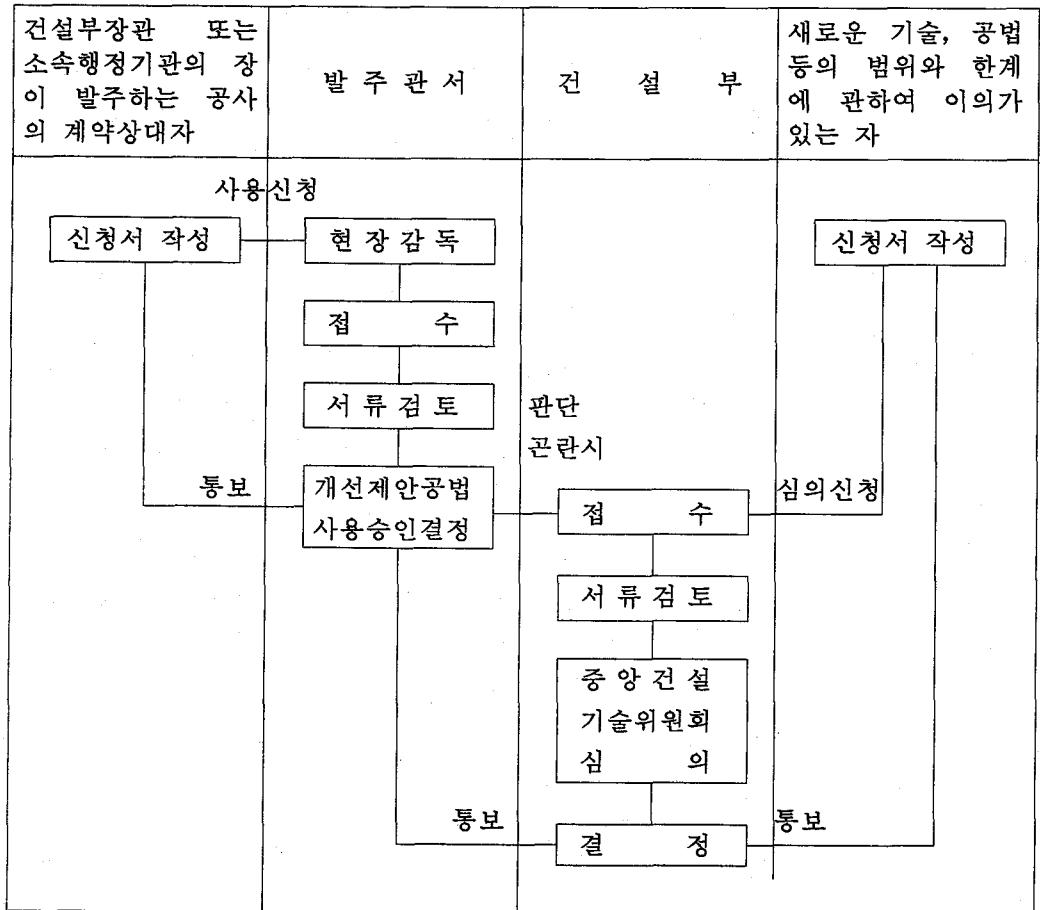 건설부장관 또는
소속행정기관의 장
이 발주하는 공사
의 계약상대자
발 주 관 서
건 설 부
새로운 기술, 공법
등의 범위와 한계
에 관하여 이의가
있는 자
사용신청
신청서 작성
현 장 감 독
신청서 작성
접 수
서 류 검 토
판단
곤란시
통보
개선제안공법
사용승인결정
접 수
심의신청
서 류 검 토
중 앙 건 설
기술위원회
심 의
통보
결 정
통보